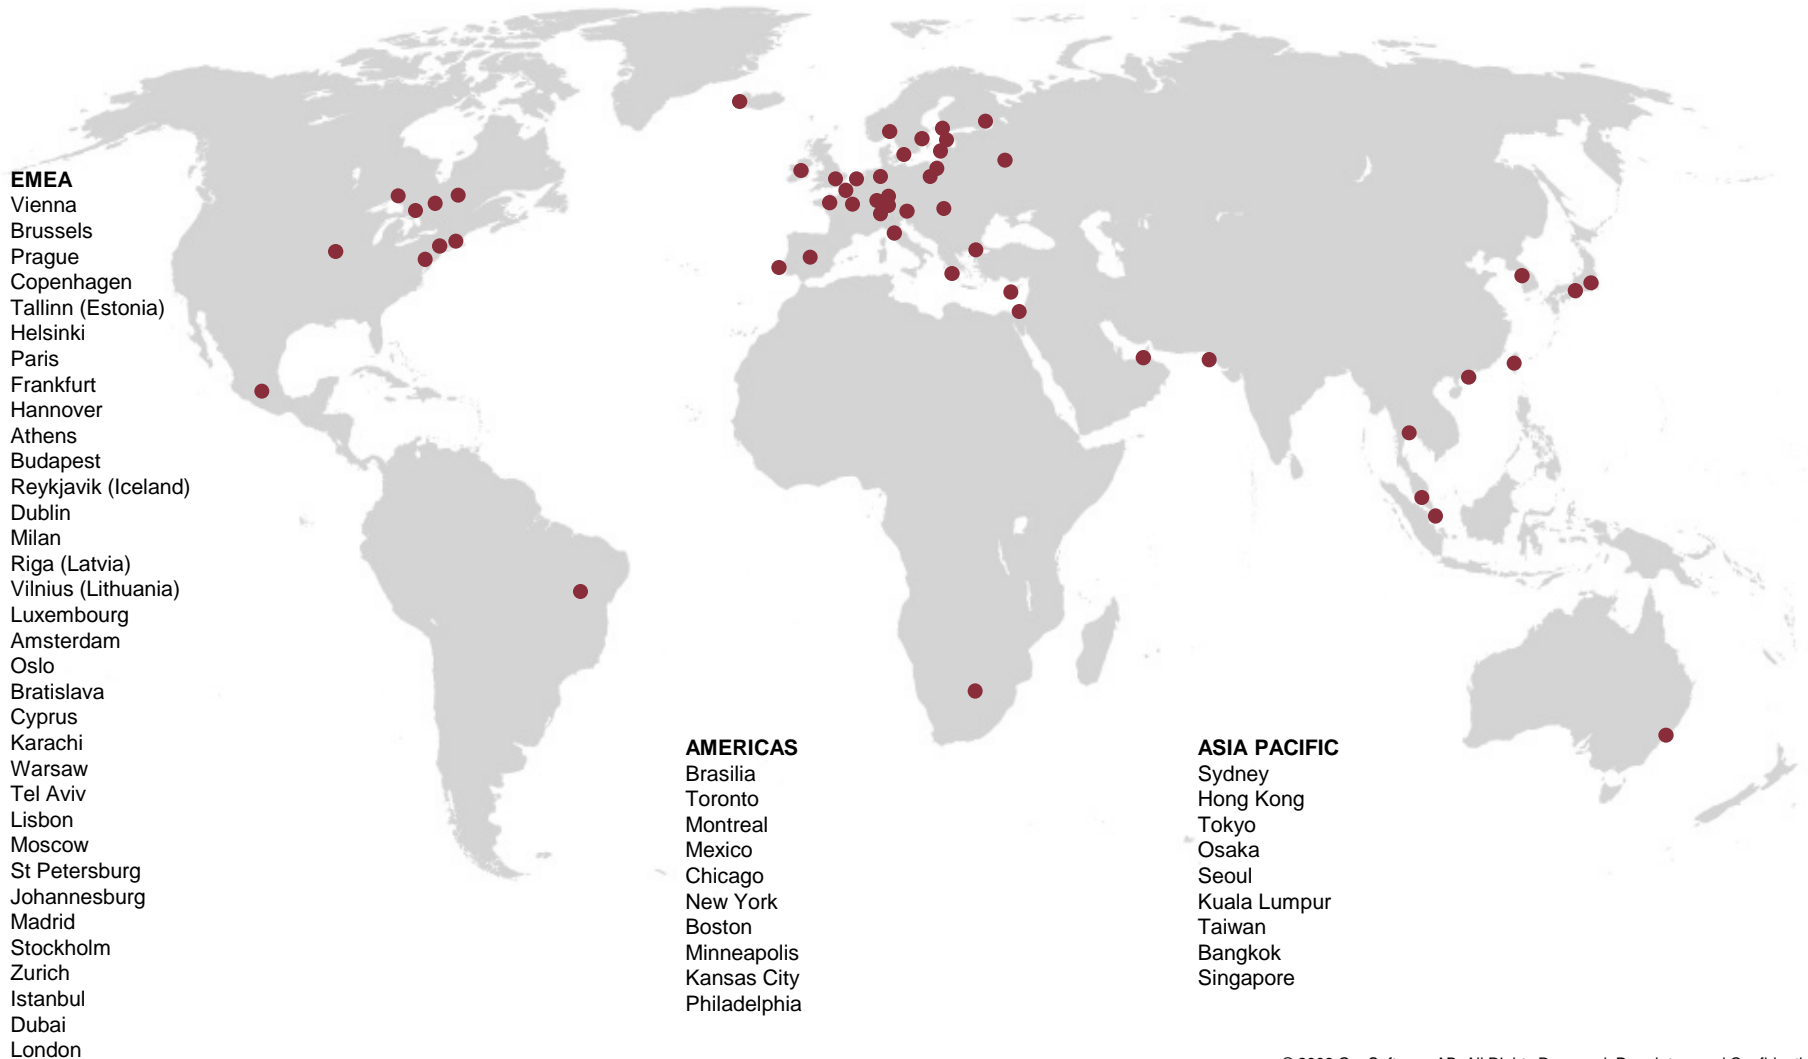 EMEA
Vienna
Brussels
Prague
Copenhagen
Tallinn (Estonia)
Helsinki
Paris
Frankfurt
Hannover
Athens
Budapest
Reykjavik (Iceland)
Dublin
Milan
Riga (Latvia)
Vilnius (Lithuania)
Luxembourg
Amsterdam
Oslo
Bratislava
Cyprus
Karachi
Warsaw
Tel Aviv
Lisbon
Moscow
St Petersburg
Johannesburg
Madrid
Stockholm
Zurich
Istanbul
Dubai
London
AMERICAS
Brasilia
Toronto
Montreal
Mexico
Chicago
New York
Boston
Minneapolis
Kansas City
Philadelphia
ASIA PACIFIC
Sydney
Hong Kong
Tokyo
Osaka
Seoul
Kuala Lumpur
Taiwan
Bangkok
Singapore